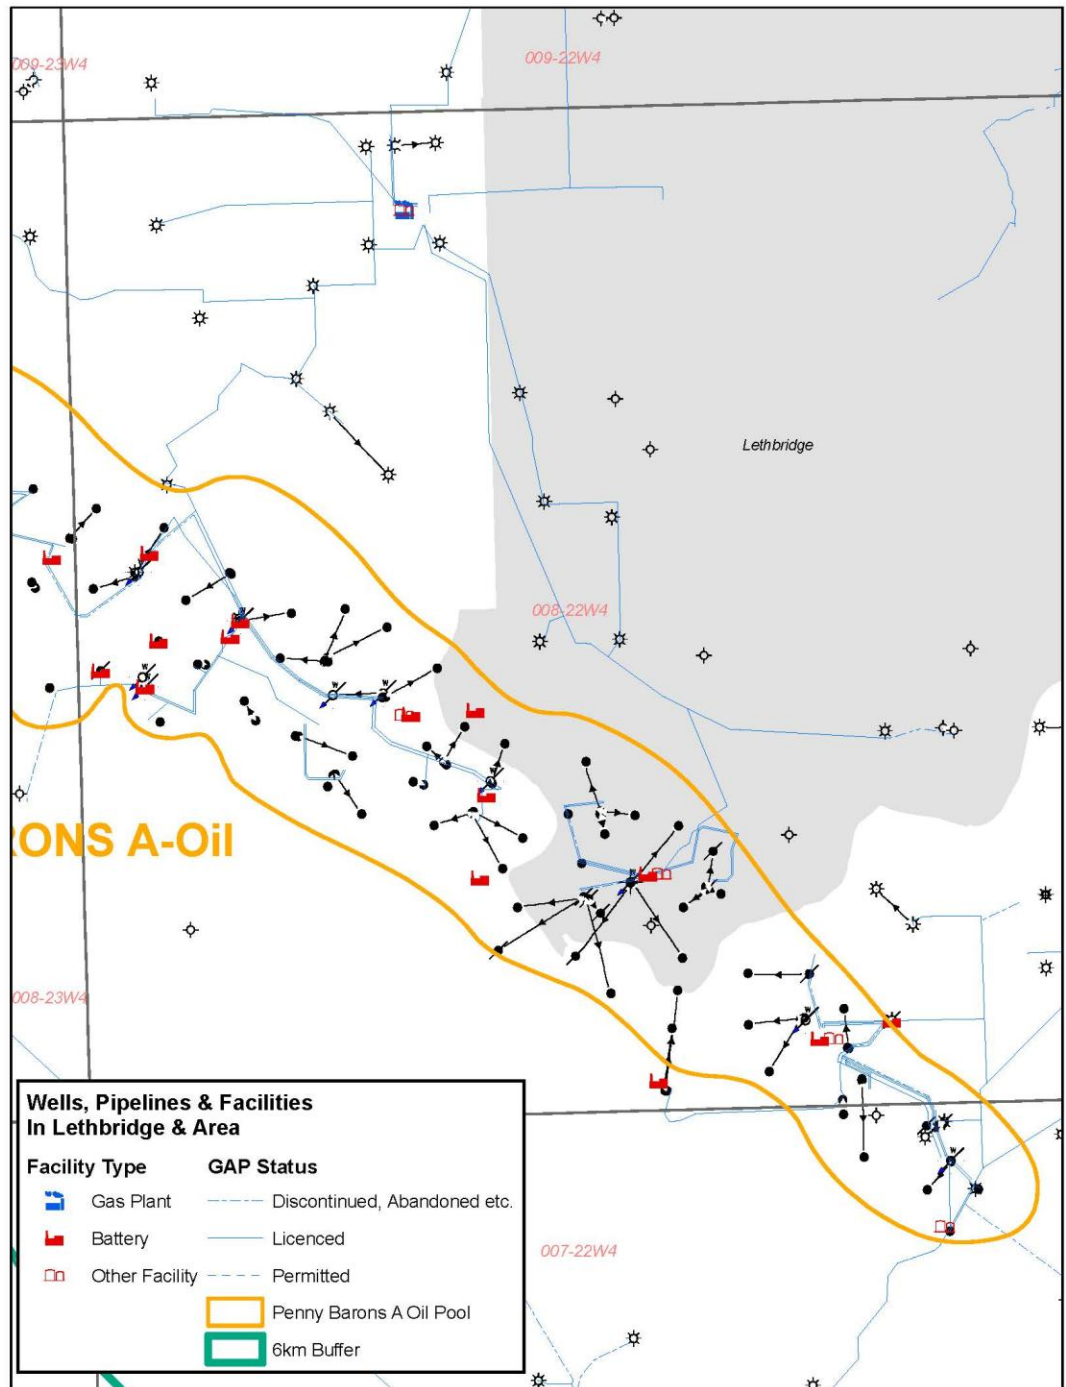 009-23W4
009-22W4
Lethbridge
008-22W4
W
W
W
W
W
RONS A-Oil
W
W
008-23W4
W
W
007-22W4
Wells, Pipelines & Facilities
In Lethbridge & Area
Facility Type
GAP Status
Gas Plant
Discontinued, Abandoned etc.
Battery
Licenced
Other Facility
Permitted
Penny Barons A Oil Pool
6km Buffer